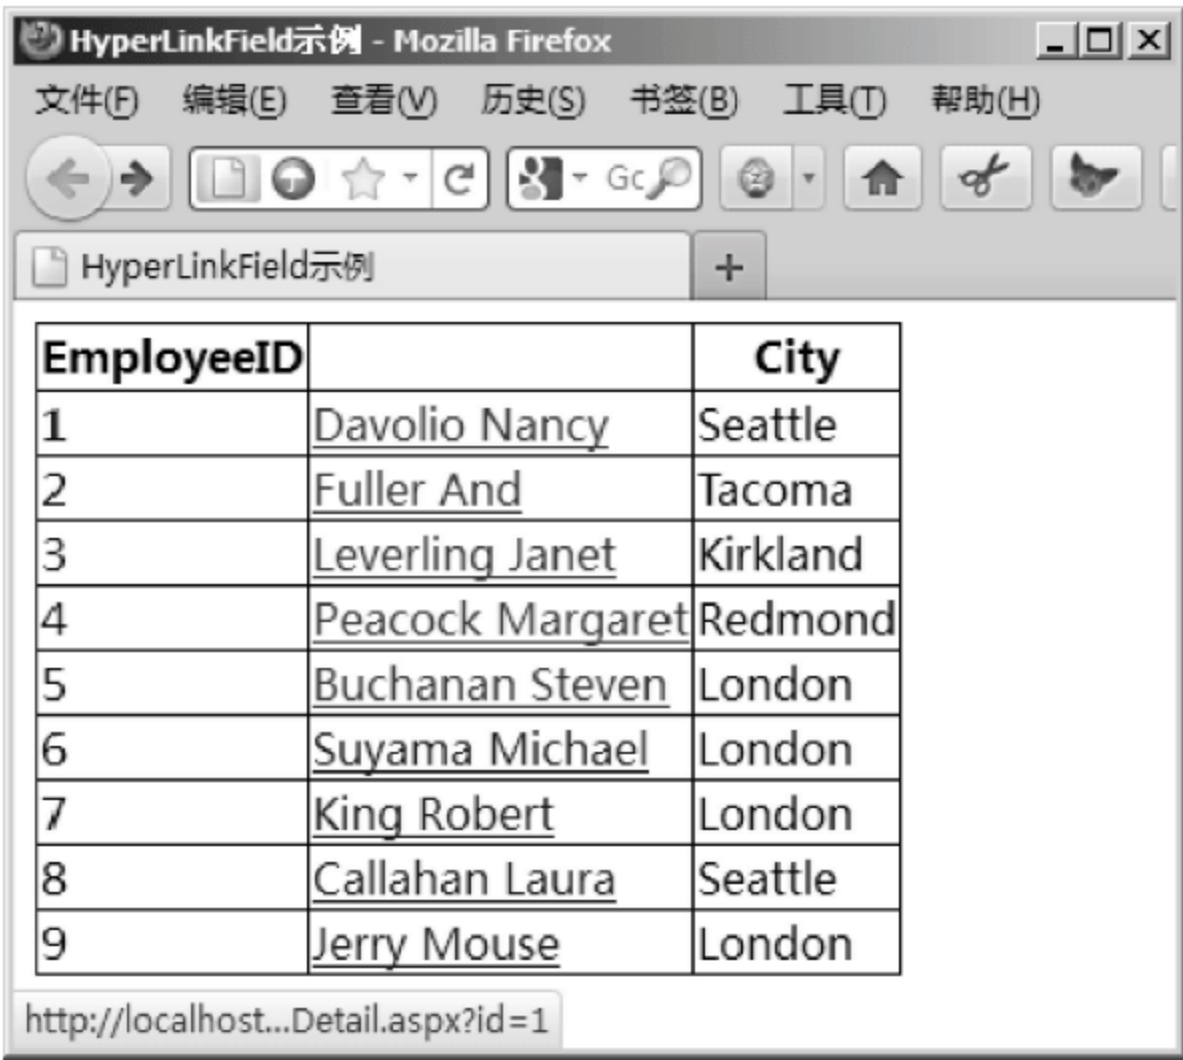 HyperLinkField示例 - Mozilla Firefox
文件(F) 编辑(E) 查看(V) 历史(S) 书签(B) 工具(T) 帮助(H)
Gc
HyperLinkField示例 +
EmployeeID City
1 Davolio Nancy Seattle
2 Fuller And Tacoma
3 Leverling Janet Kirkland
4 Peacock Margaret Redmond
5 Buchanan Steven London
6 Suyama Michael London
7 King Robert London
8 Callahan Laura Seattle
9 Jerry Mouse London
http://localhost...Detail.aspx?id=1